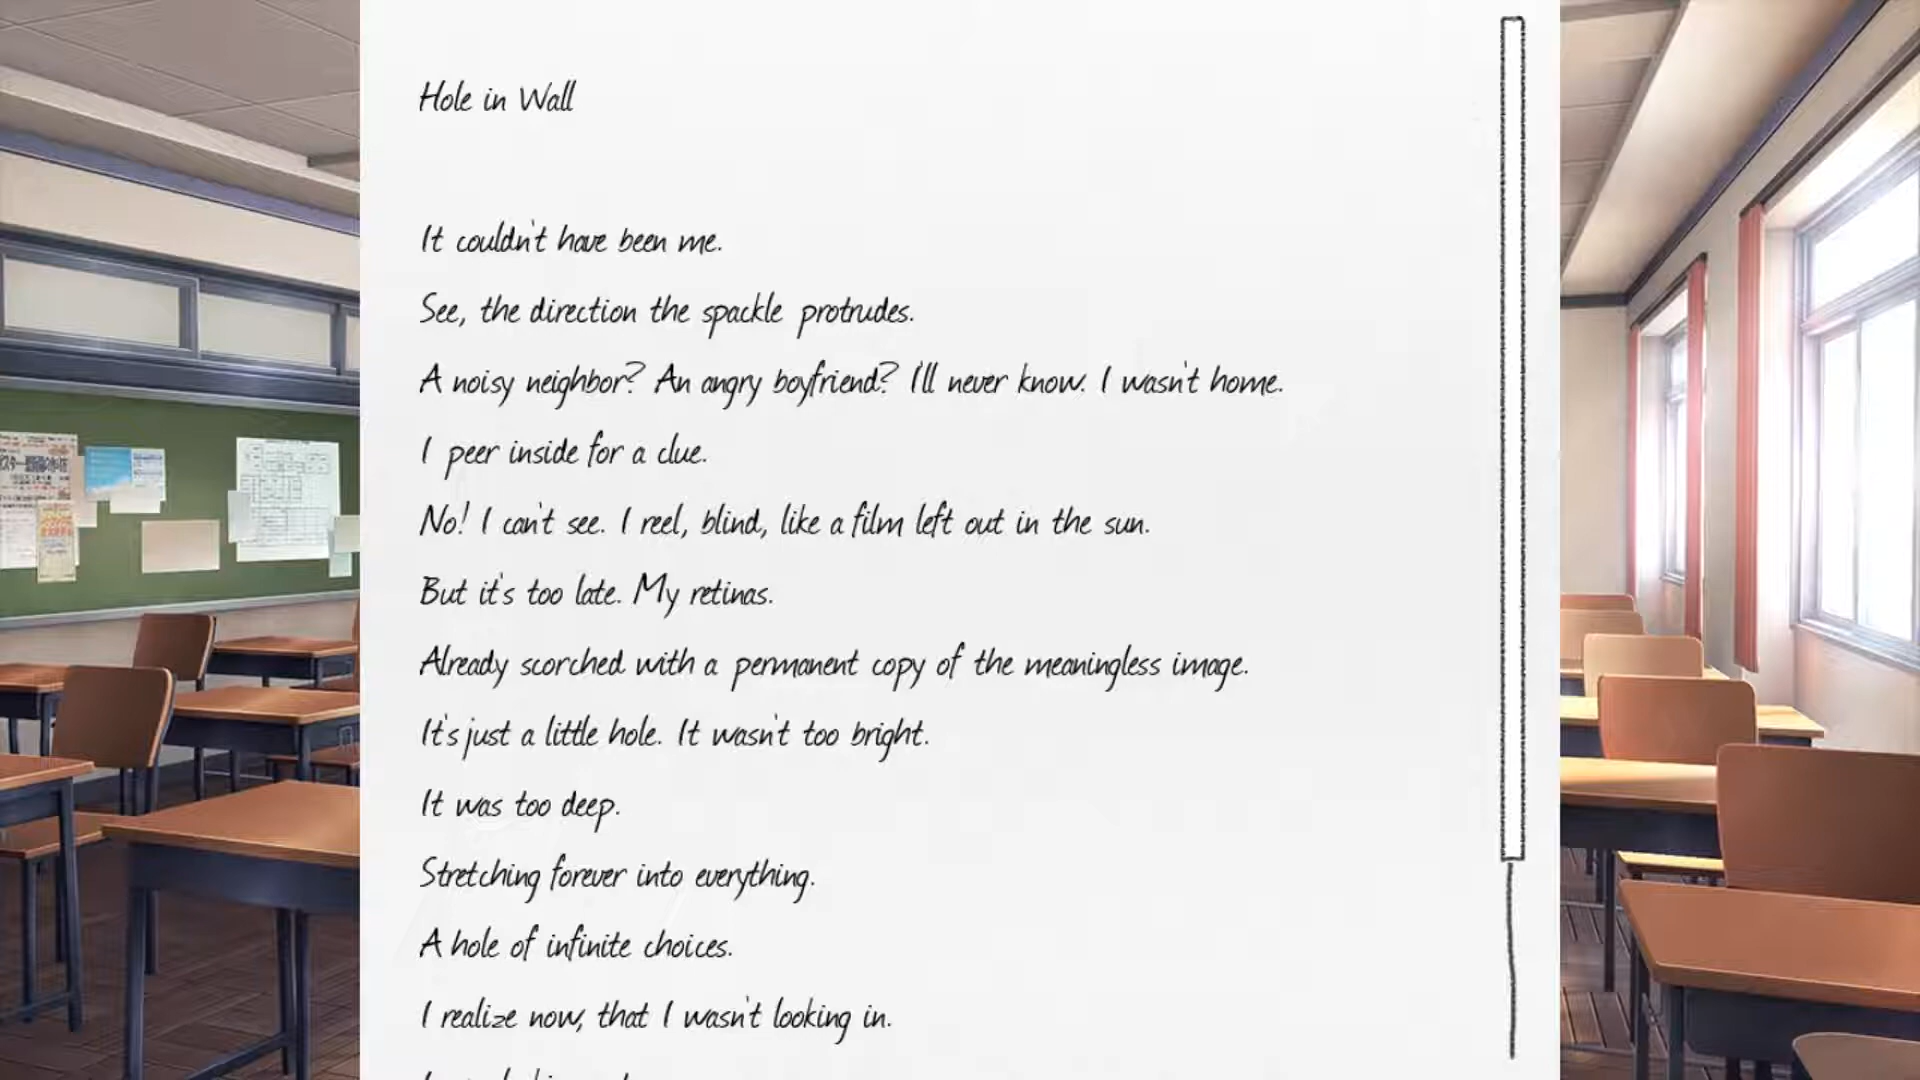 Hole in Wall
It couldn't have been me.
See, the direction the spackle protrudes.
A noisy neighbor? An angry boyfriend? I'll never know. I wasn't home.
I peer inside for a clue.
No! I can't see. I reel, blind, like a film left out in the sun.
But it's too late. My retinas.
Already scorched with a permanent copy of the meaningless image.
It's just a little hole. It wasn't too bright.
It was too deep.
Stretching forever into everything.
A hole of infinite choices.
I realize now, that I wasn't looking in.